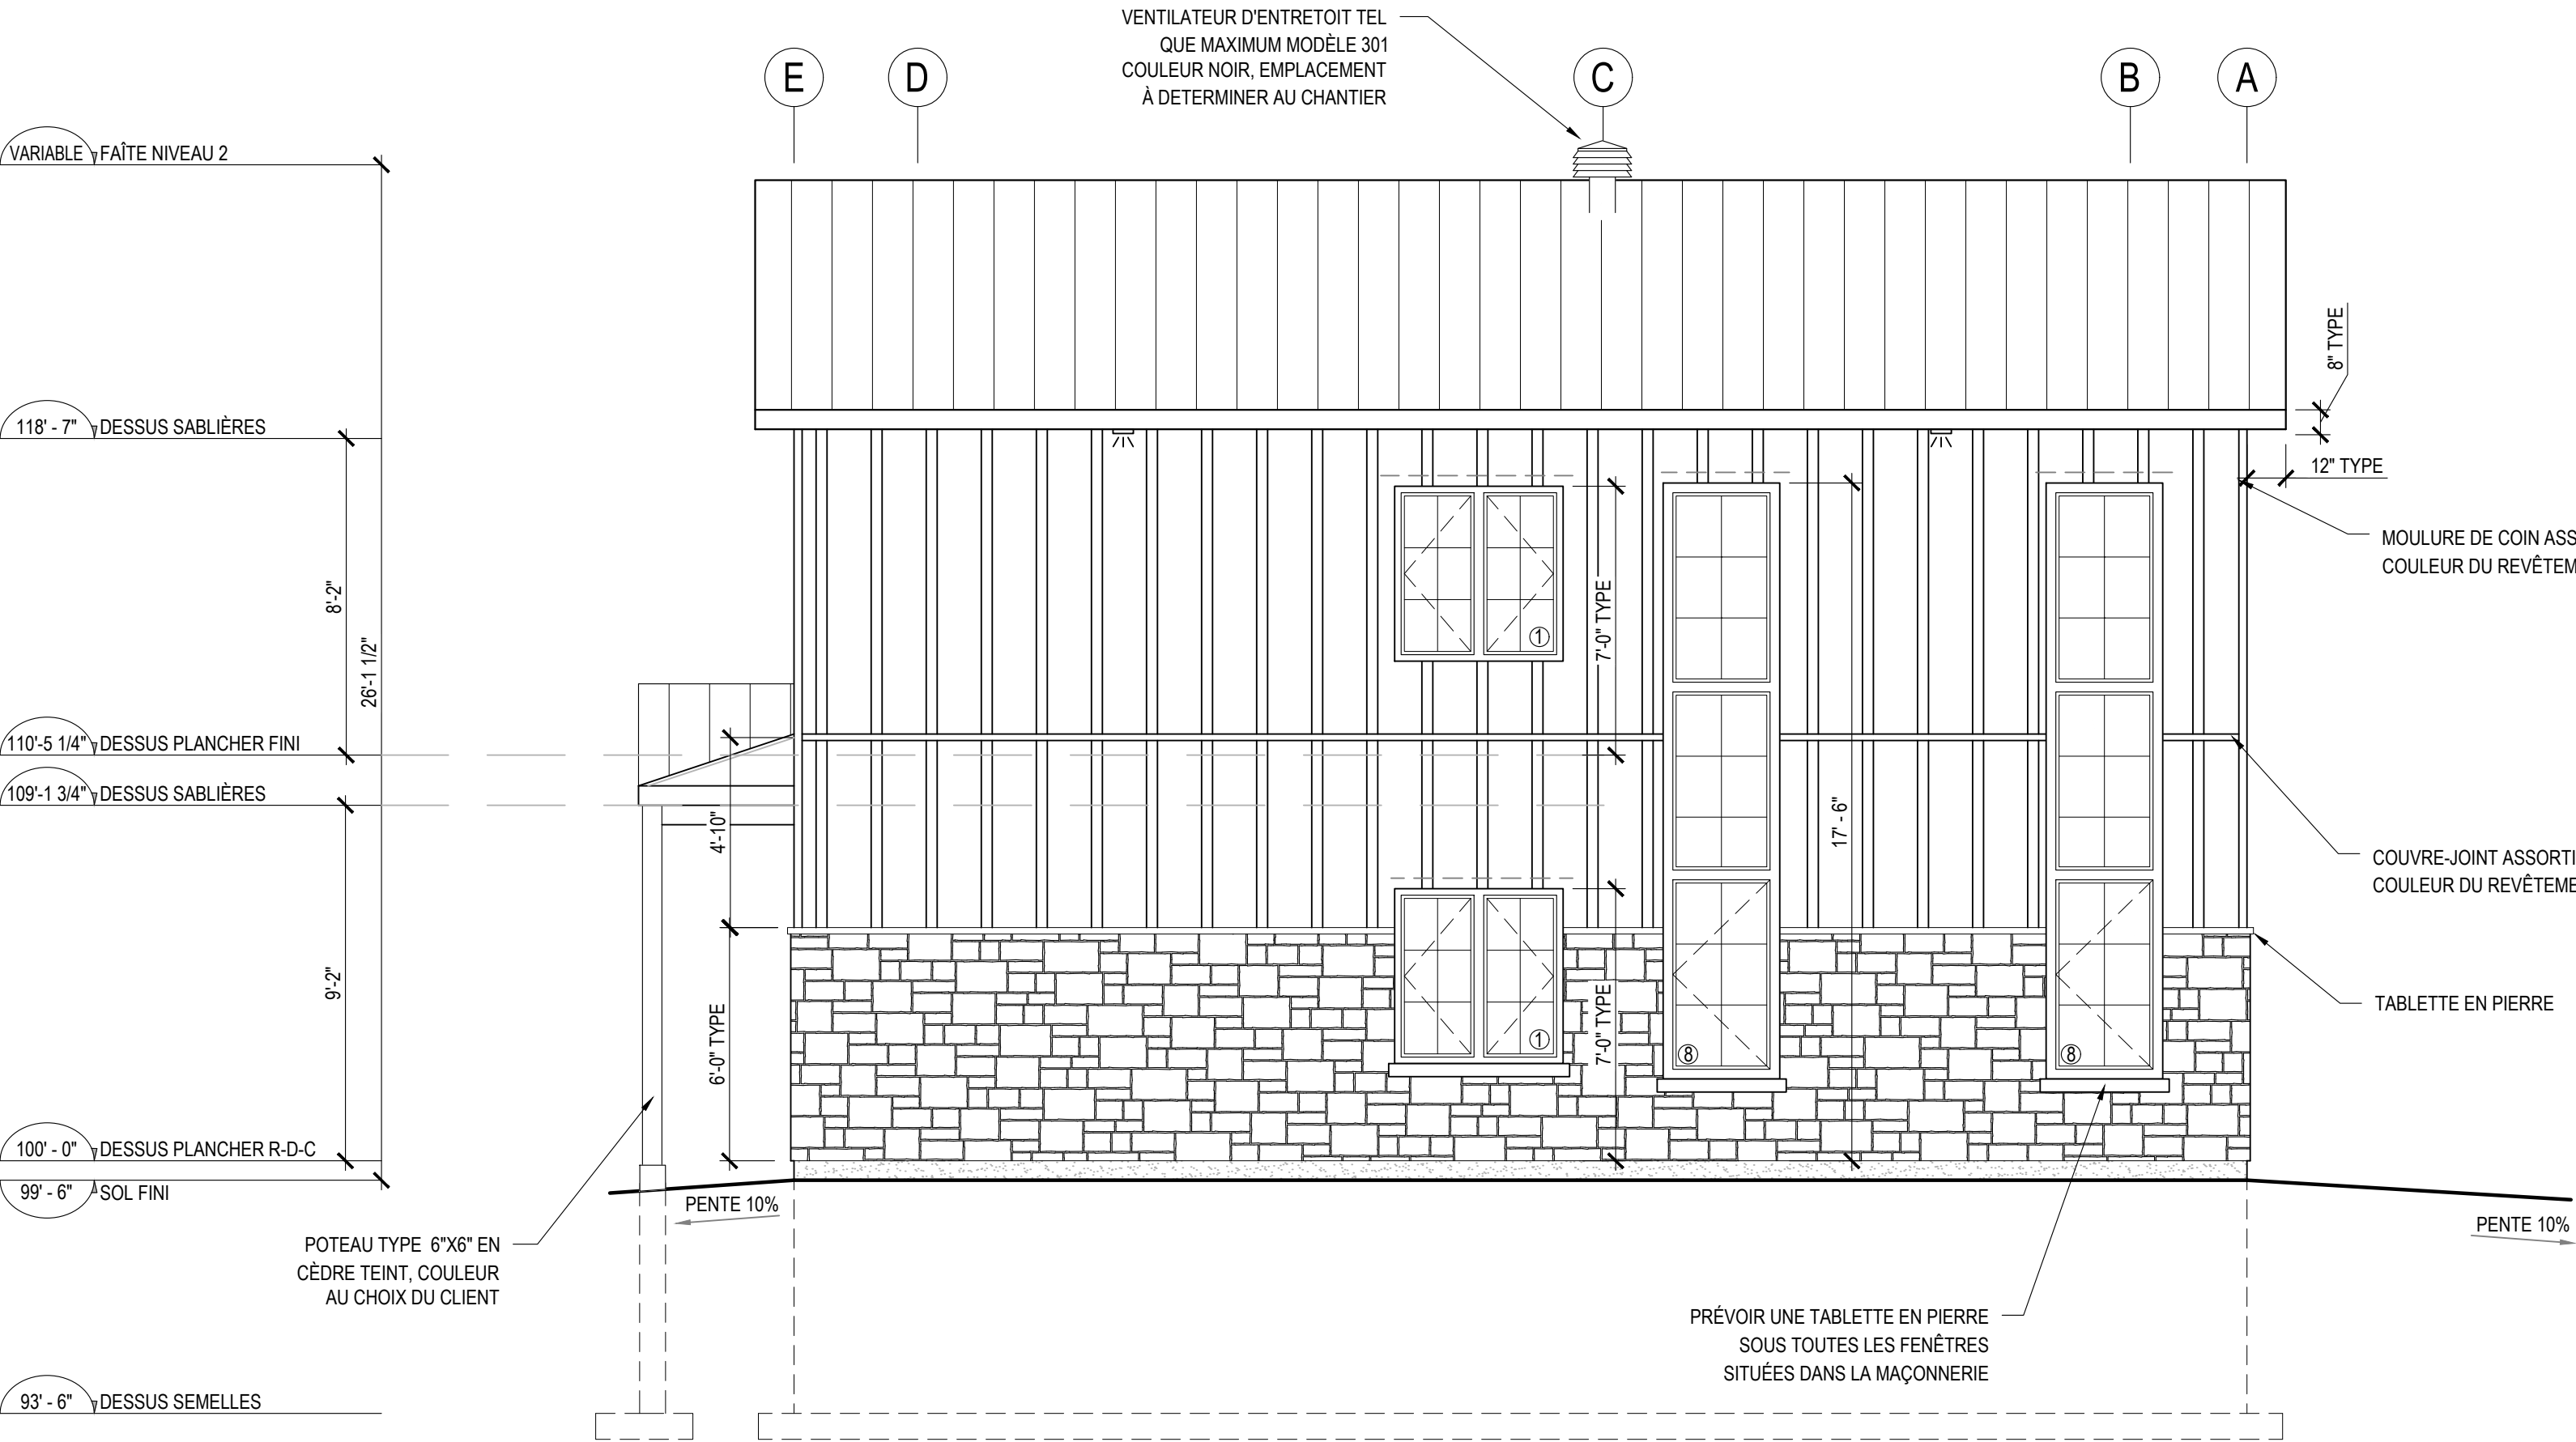 VENTILATEUR D'ENTRETOIT TEL
QUE MAXIMUM MODÈLE 301
COULEUR NOIR, EMPLACEMENT
À DETERMINER AU CHANTIER
E
D
C
B
A
VARIABLE FAÎTE NIVEAU 2
8" TYPE
118' - 7" DESSUS SABLIÈRES
12" TYPE
MOULURE DE COIN ASS
COULEUR DU REVÊTEM
8'-2"
26'-1 1/2"
7'-0" TYPE
1
110'-5 1/4" DESSUS PLANCHER FINI
109'-1 3/4" DESSUS SABLIÈRES
4'-10"
17' - 6"
COUVRE-JOINT ASSORTI
COULEUR DU REVÊTEME
9'-2"
6'-0" TYPE
7'-0" TYPE
1
8
8
TABLETTE EN PIERRE
100' - 0" DESSUS PLANCHER R-D-C
99' - 6" SOL FINI
PENTE 10%
PENTE 10%
POTEAU TYPE 6"X6" EN
CÈDRE TEINT, COULEUR
AU CHOIX DU CLIENT
PRÉVOIR UNE TABLETTE EN PIERRE
SOUS TOUTES LES FENÊTRES
SITUÉES DANS LA MAÇONNERIE
93' - 6" DESSUS SEMELLES